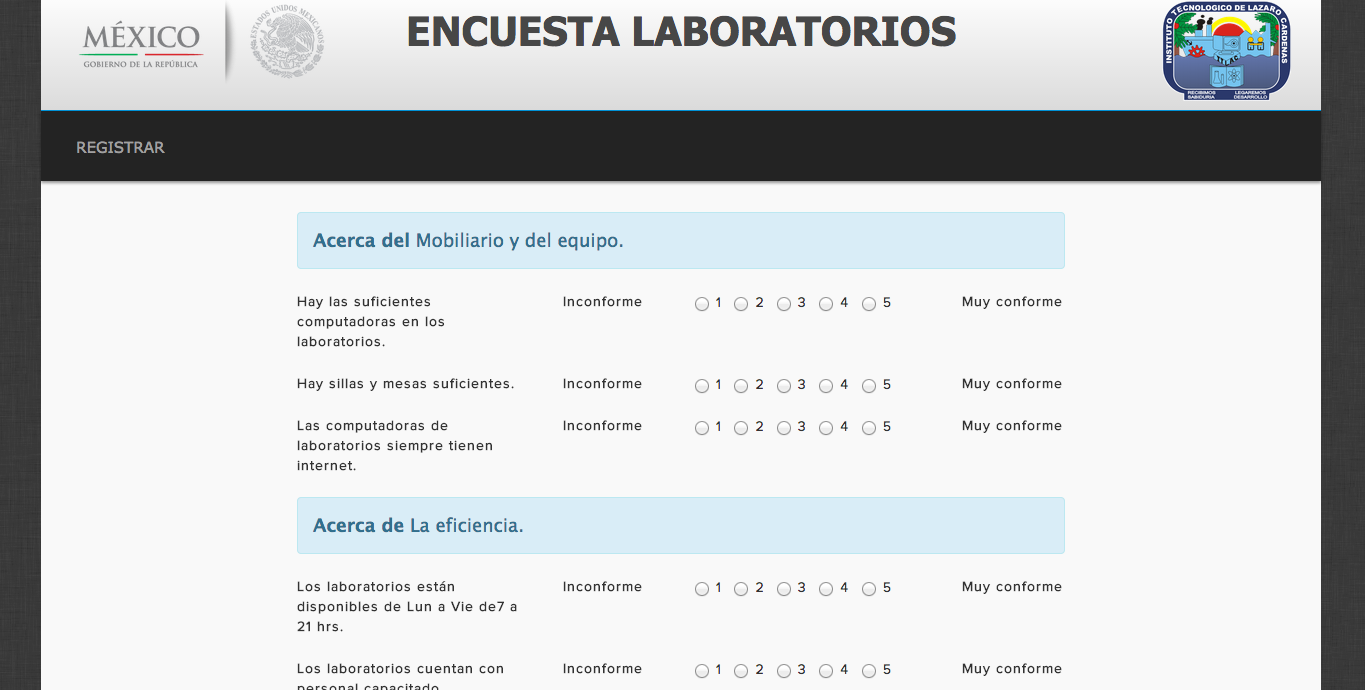 MÉXICO
GOBIERNO DE LA REPÚBLICA
ESTADOS UNIDOS MEXICANOS
ENCUESTA LABORATORIOS
INSTITUTO TECNOLOGICO DE LAZARO CARDENAS
ITLAC
RECIBIMOS LEGAREMOS
SABIDURIA DESARROLLO
REGISTRAR
Acerca del Mobiliario y del equipo.
Hay las suficientes Inconforme 1 2 3 4 5 Muy conforme
computadoras en los
laboratorios.
Hay sillas y mesas suficientes. Inconforme 1 2 3 4 5 Muy conforme
Las computadoras de Inconforme 1 2 3 4 5 Muy conforme
laboratorios siempre tienen
internet.
Acerca de La eficiencia.
Los laboratorios están Inconforme 1 2 3 4 5 Muy conforme
disponibles de Lun a Vie de7 a
21 hrs.
Los laboratorios cuentan con Inconforme 1 2 3 4 5 Muy conforme
personal capacitado